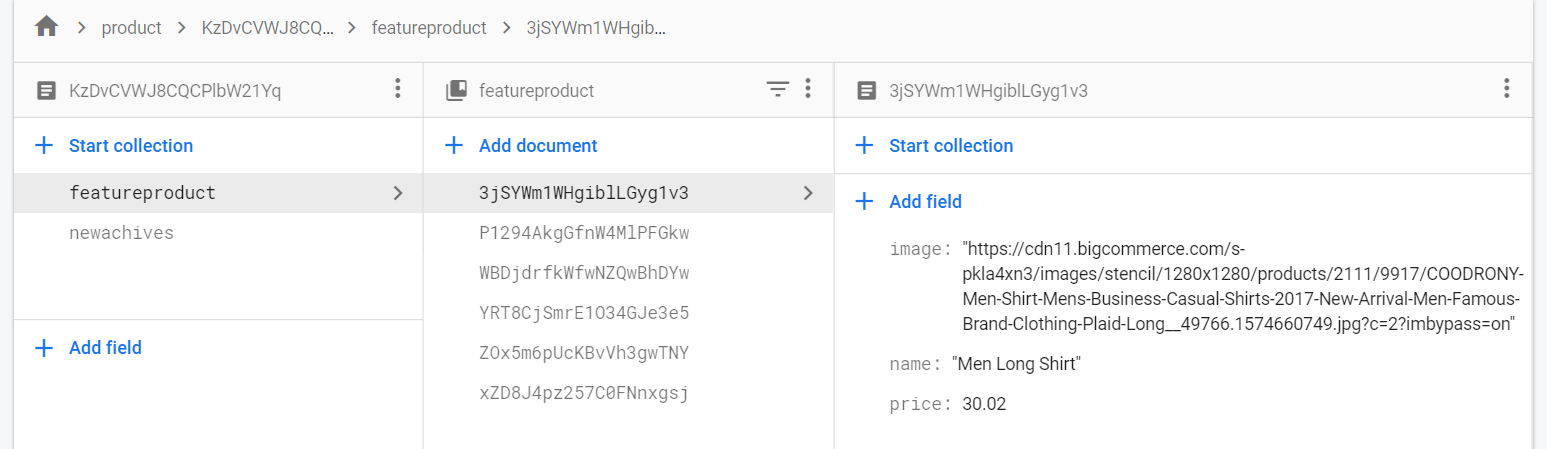 product > KzDvCVWJ8CQ... > featureproduct > 3jSYWm1WHgib...
KzDvCVWJ8CQCPlbW21Yq
Start collection
featureproduct
newachives
Add field
featureproduct
Add document
3jSYWm1WHgiblLGyg1v3
P1294AkgGfnW4MlPFGkw
WBDjdrfkWfwNZQwBhDYw
YRT8CjSmrE1O34GJe3e5
ZOx5m6pUcKBvVh3gwTNY
xZD8J4pz257C0FNnxgsj
3jSYWm1WHgiblLGyg1v3
Start collection
Add field
image: "https://cdn11.bigcommerce.com/s-
pkla4xn3/images/stencil/1280x1280/products/2111/9917/COODRONY-
Men-Shirt-Mens-Business-Casual-Shirts-2017-New-Arrival-Men-Famous-
Brand-Clothing-Plaid-Long__49766.1574660749.jpg?c=2?imbypass=on"
name: "Men Long Shirt"
price: 30.02